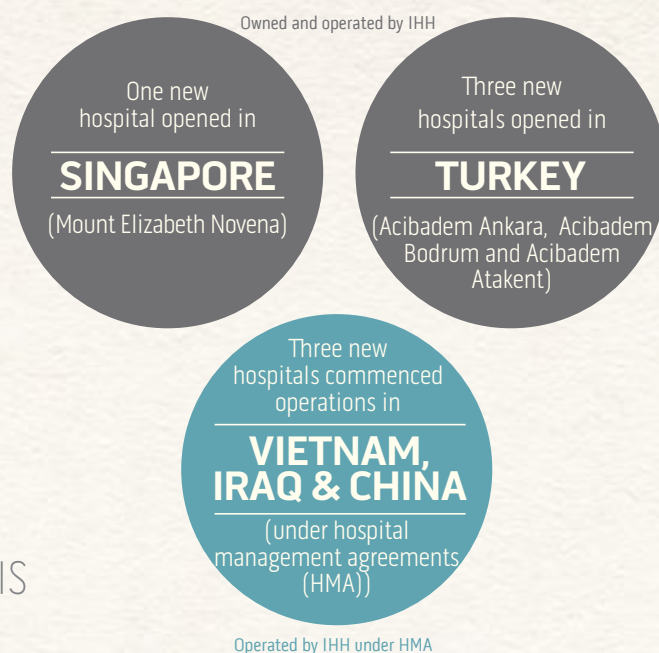 Owned and operated by IHH
One new
hospital opened in
SINGAPORE
(Mount Elizabeth Novena)
Three new
hospitals opened in
TURKEY
(Acibadem Ankara, Acibadem
Bodrum and Acibadem
Atakent)
Three new
hospitals commenced
operations in
VIETNAM,
IRAQ & CHINA
(under hospital
management agreements
(HMA))
IS
Operated by IHH under HMA